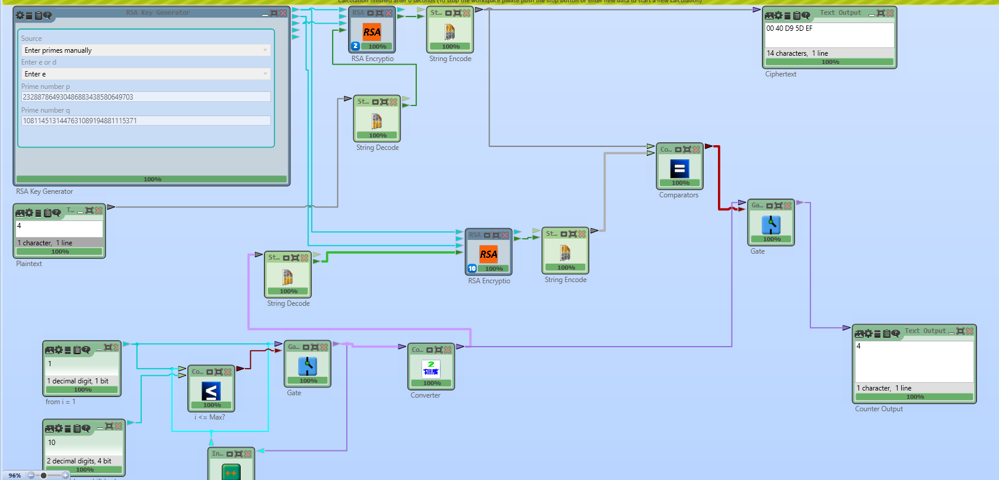 Calculation finished after 0 seconds (To stop the workspace please push the stop button or enter new data to start a new calculation)
RSA Key Generator
Source
Enter primes manually
Enter e or d
Enter e
Prime number p
232887864930486883438580649703
Prime number q
1081145131447631089194881115371
100%
RSA Key Generator
RSA
RSA
2
100%
RSA Encryptio
St...
100%
String Encode
Text Output
00 40 D9 5D EF
14 characters, 1 line
100%
Ciphertext
St...
100%
String Decode
Co...
=
100%
Comparators
T...
4
1 character, 1 line
100%
Plaintext
Ga...
100%
Gate
RSA
RSA
10
100%
RSA Encryptio
St...
100%
String Encode
St...
100%
String Decode
1
1 decimal digit, 1 bit
100%
from i = 1
Co...
≤
100%
i <= Max?
Ga...
100%
Gate
Co...
2
STRING
100%
Converter
Text Output
4
1 character, 1 line
100%
Counter Output
10
2 decimal digits, 4 bit
100%
In...
++
96%